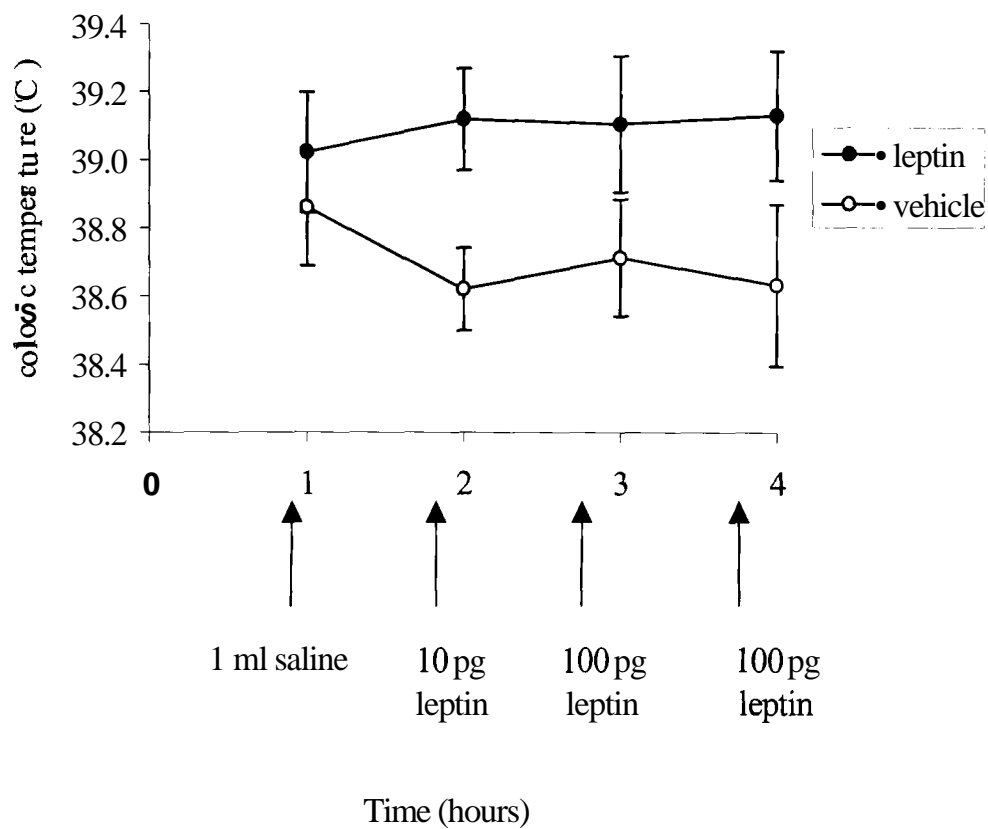 39.4
39.2
39.0
38.8
38.6
38.4
38.2
(°C)
0 1 2 3 4
leptin
vehicle
1 ml saline
10 pg
leptin
100 pg
leptin
100 pg
leptin
Time (hours)